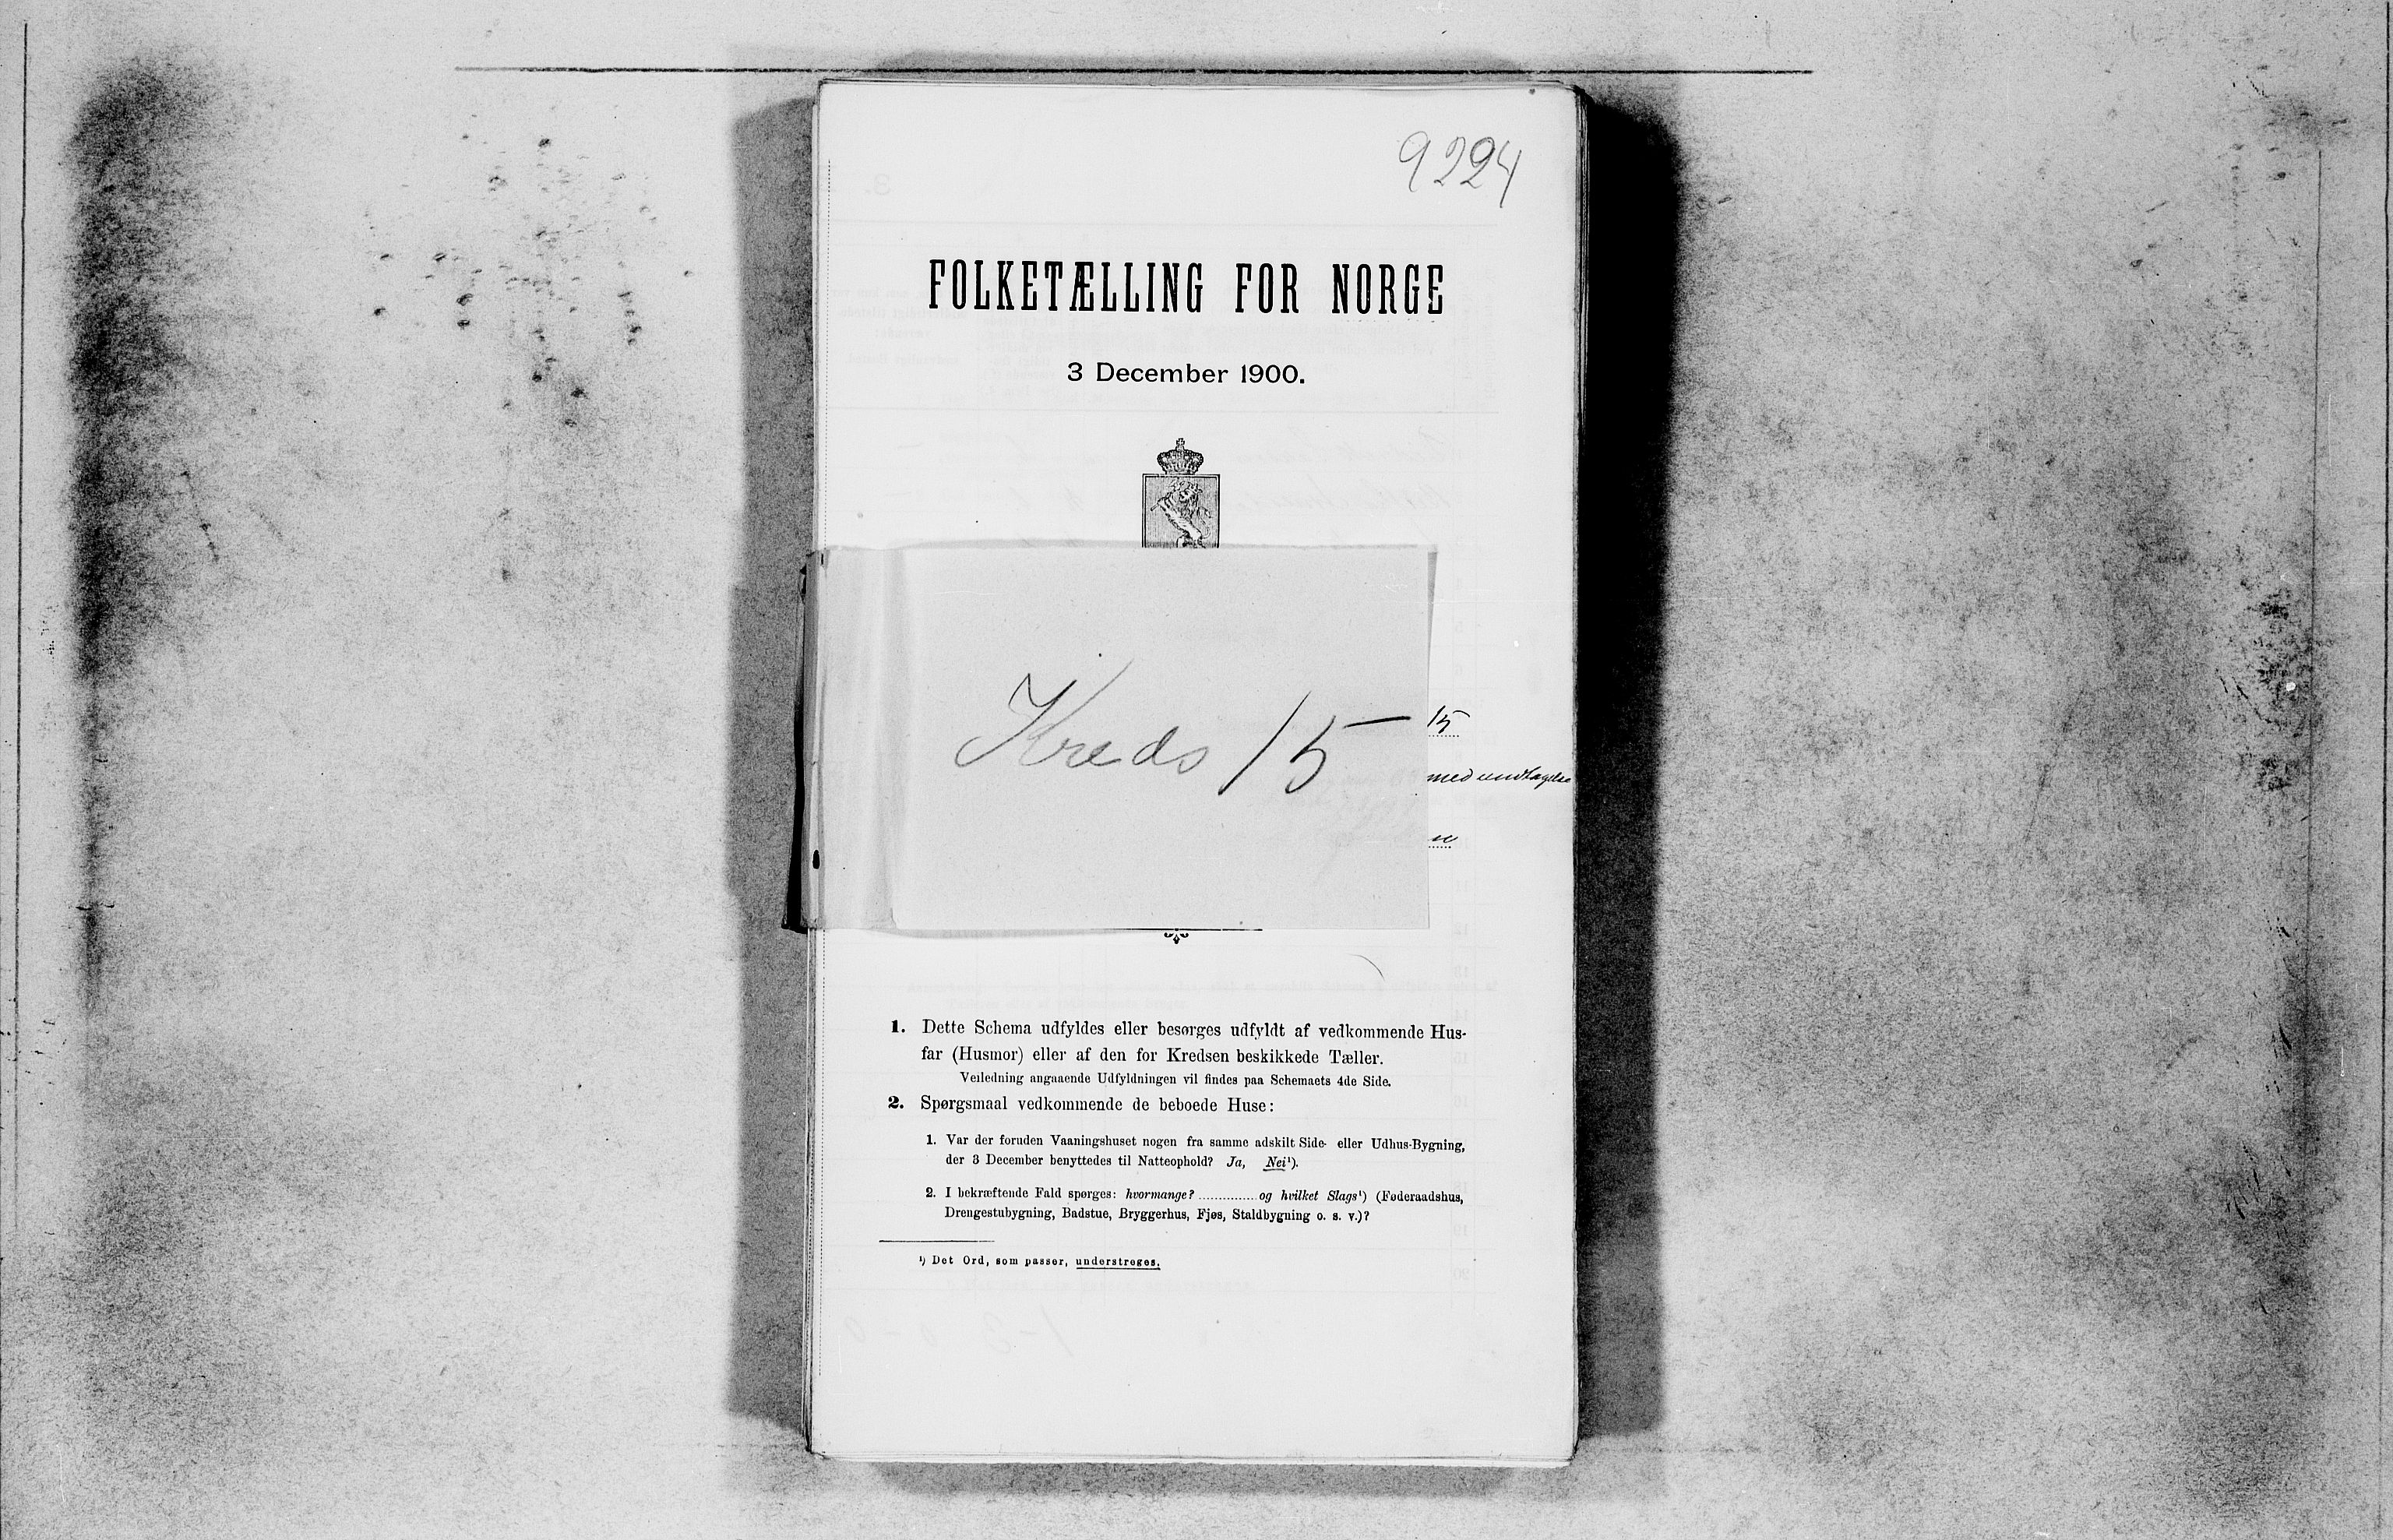 9224
FOLKETÆLLING FOR NORGE
3 December 1900.
Kreds 15
15
med undtagelse
1. Dette Schema udfyldes eller besørges udfyldt af vedkommende Hus-
far (Husmor) eller af den for Kredsen beskikkede Tæller.
Veiledning angaaende Udfyldningen vil findes paa Schemaets 4de Side.
2. Spørgsmaal vedkommende de beboede Huse:
1. Var der foruden Vaaningshuset nogen fra samme adskilt Side- eller Udhus-Bygning,
der 3 December benyttedes til Natteophold? Ja, Nei¹).
2. I bekræftende Fald spørges: hvormange? .............. og hvilket Slags¹) (Føderaadshus,
Drengestubygning, Badstue, Bryggerhus, Fjøs, Staldbygning o. s. v.)?
¹) Det Ord, som passer, understreges.